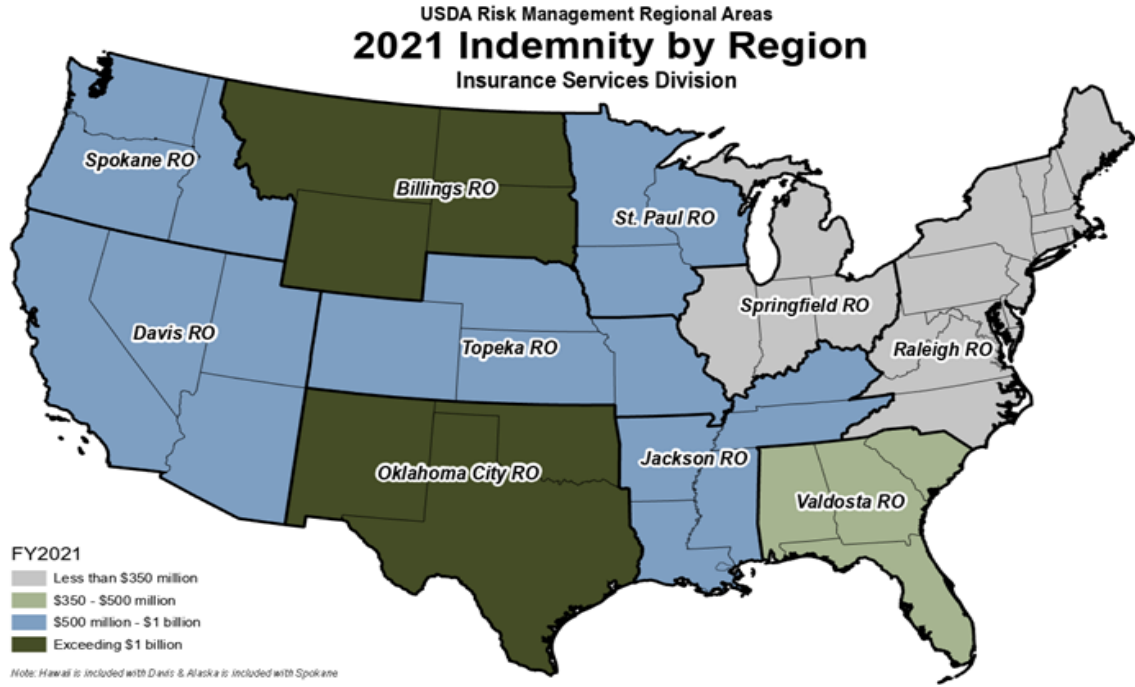 USDA Risk Management Regional Areas
2021 Indemnity by Region
Insurance Services Division
Spokane RO
Billings RO
St. Paul RO
Springfield RO
Davis RO
Topeka RO
Raleigh RO
Jackson RO
Oklahoma City RO
Valdosta RO
FY2021
Less than $350 million
$350 - $500 million
$500 million - $1 billion
Exceeding $1 billion
Note: Hawaii is included with Davis & Alaska is included with Spokane